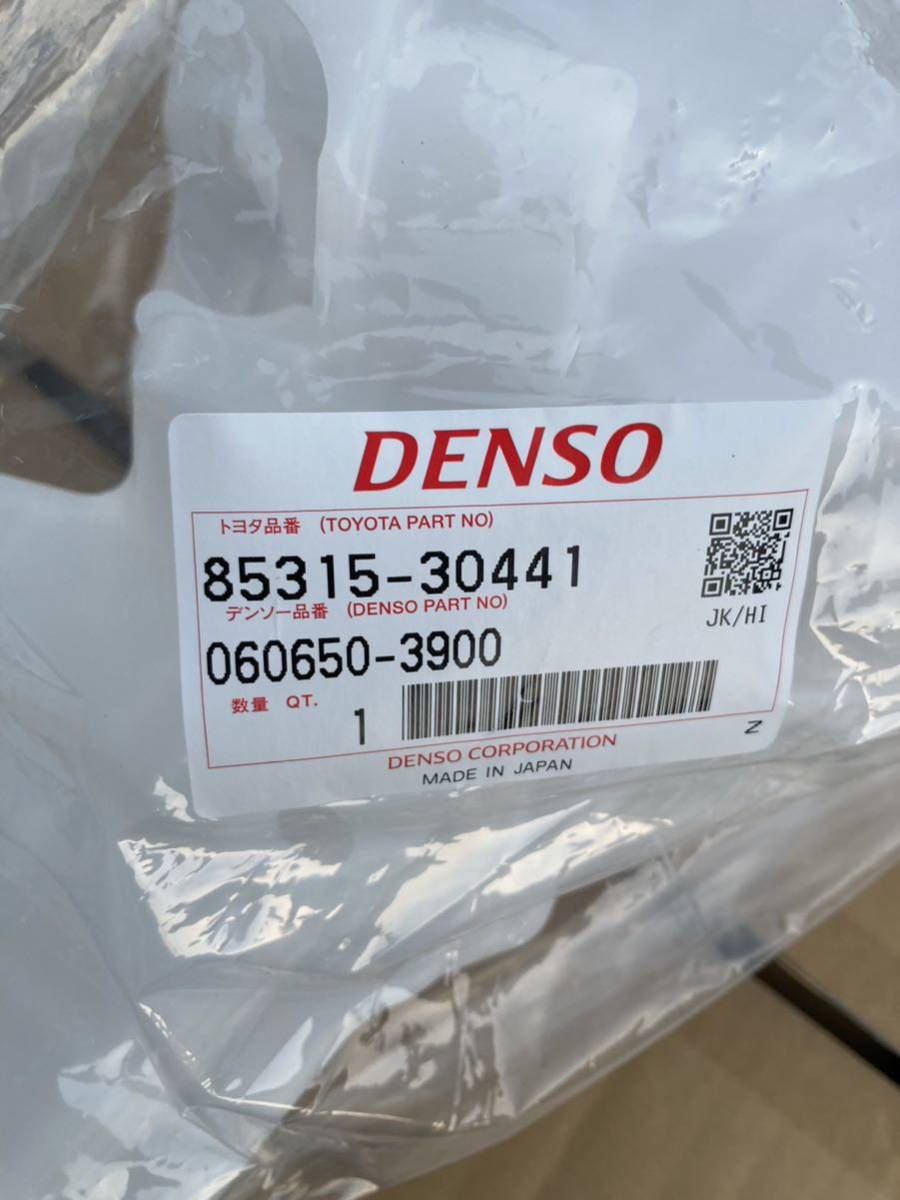 DENSO
トヨタ品番 (TOYOTA PART NO)
85315-30441
デンソー品番 (DENSO PART NO)
JK/HI
060650-3900
数量 QT.
1
Z
DENSO CORPORATION
MADE IN JAPAN